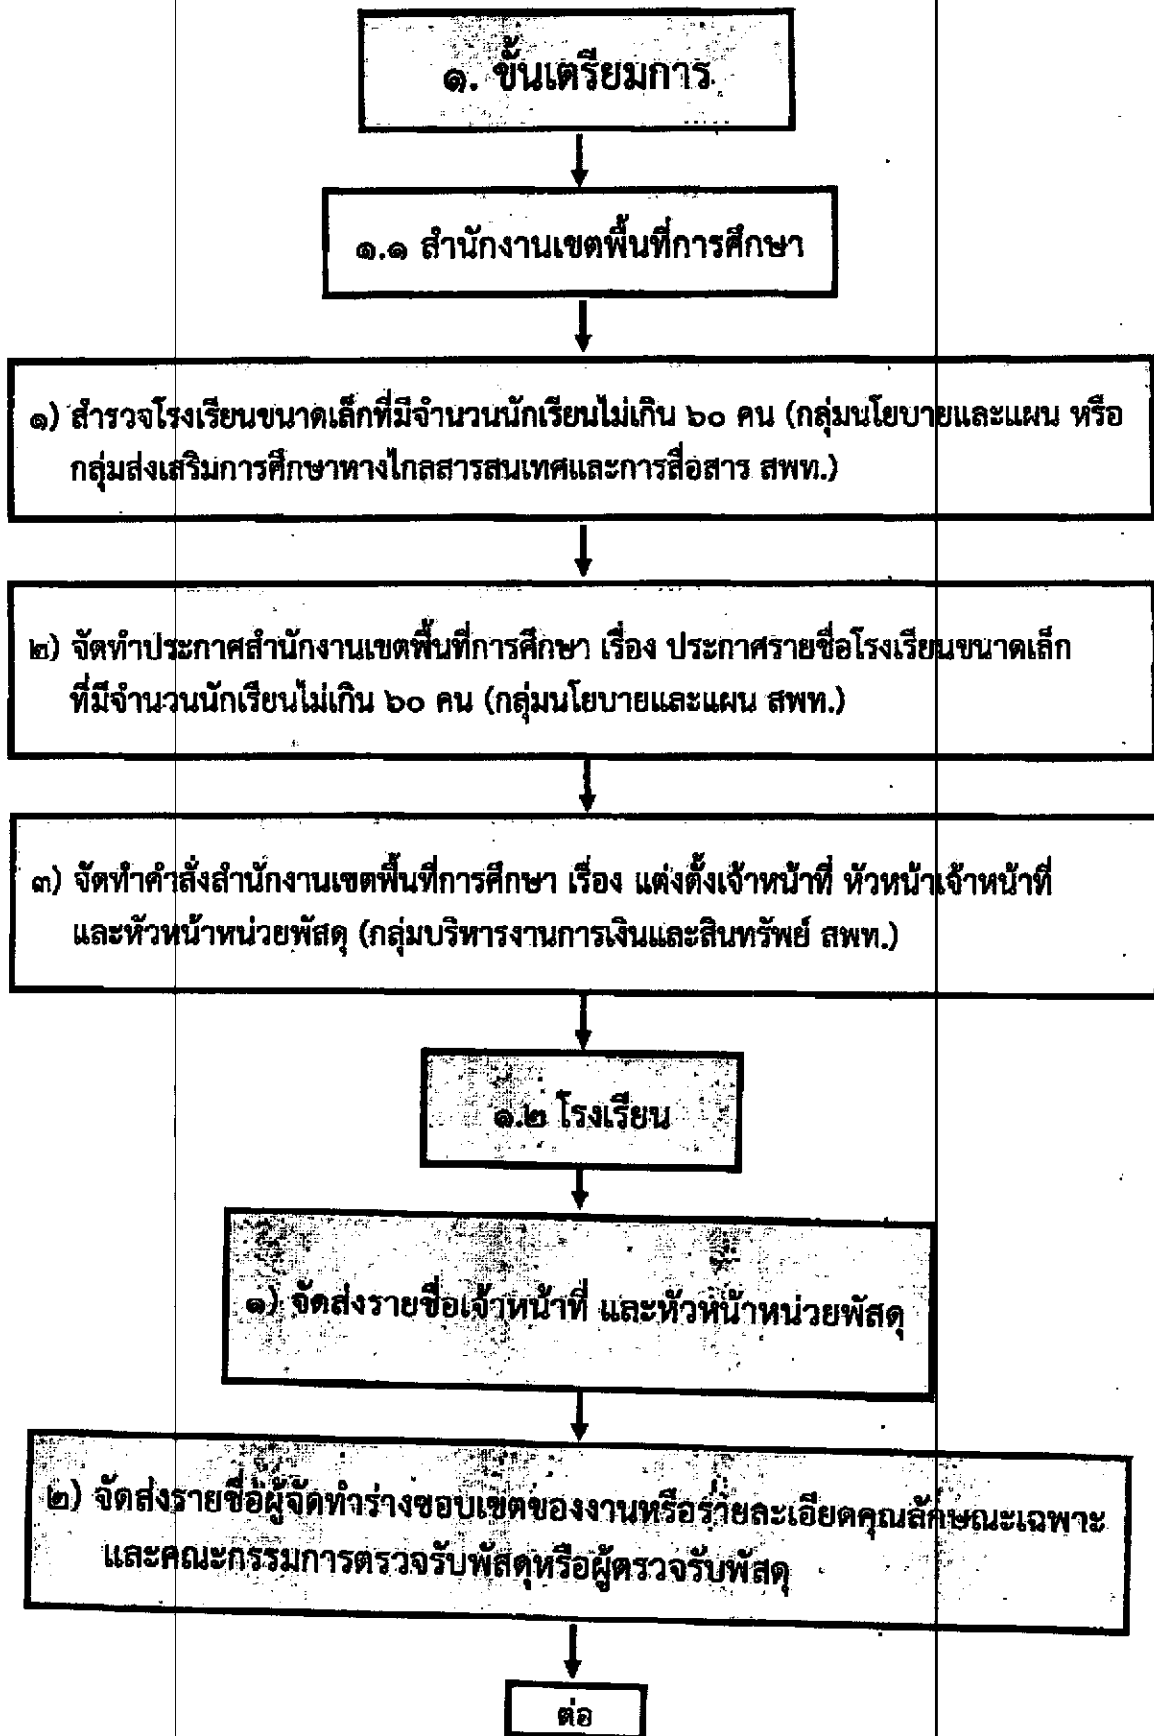 ๑. ขั้นเตรียมการ
๑.๑ สำนักงานเขตพื้นที่การศึกษา
๑) สำรวจโรงเรียนขนาดเล็กที่มีจำนวนนักเรียนไม่เกิน ๖๐ คน (กลุ่มนโยบายและแผน หรือ
กลุ่มส่งเสริมการศึกษาทางไกลสารสนเทศและการสื่อสาร สพท.)
๒) จัดทำประกาศสำนักงานเขตพื้นที่การศึกษา เรื่อง ประกาศรายชื่อโรงเรียนขนาดเล็ก
ที่มีจำนวนนักเรียนไม่เกิน ๖๐ คน (กลุ่มนโยบายและแผน สพท.)
๓) จัดทำคำสั่งสำนักงานเขตพื้นที่การศึกษา เรื่อง แต่งตั้งเจ้าหน้าที่ หัวหน้าเจ้าหน้าที่
และหัวหน้าหน่วยพัสดุ (กลุ่มบริหารงานการเงินและสินทรัพย์ สพท.)
๑.๒ โรงเรียน
๑) จัดส่งรายชื่อเจ้าหน้าที่ และหัวหน้าหน่วยพัสดุ
๒) จัดส่งรายชื่อผู้จัดทำร่างขอบเขตของงานหรือรายละเอียดคุณลักษณะเฉพาะ
และคณะกรรมการตรวจรับพัสดุหรือผู้ตรวจรับพัสดุ
ต่อ